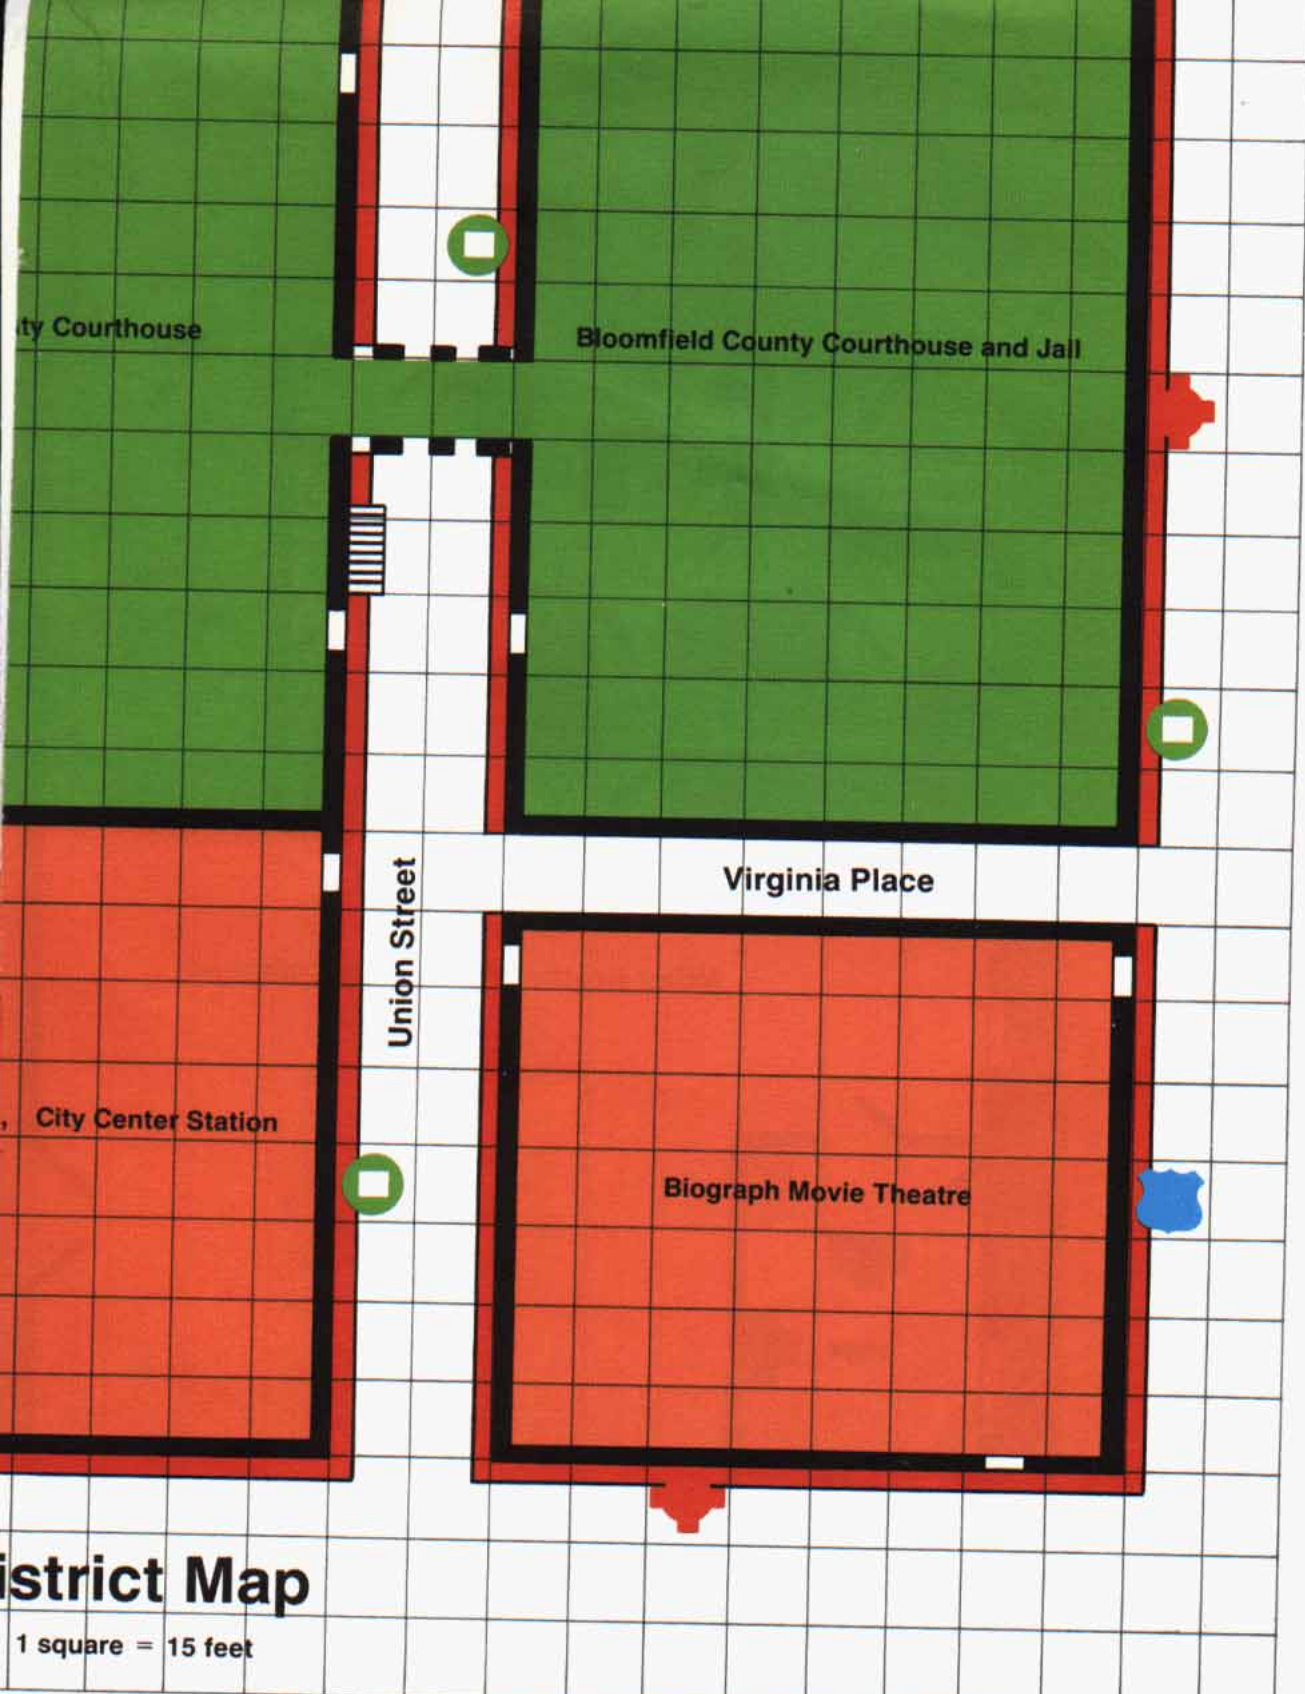 ty Courthouse
Bloomfield County Courthouse and Jail
Virginia Place
Union Street
, City Center Station
Biograph Movie Theatre
istrict Map
1 square = 15 feet